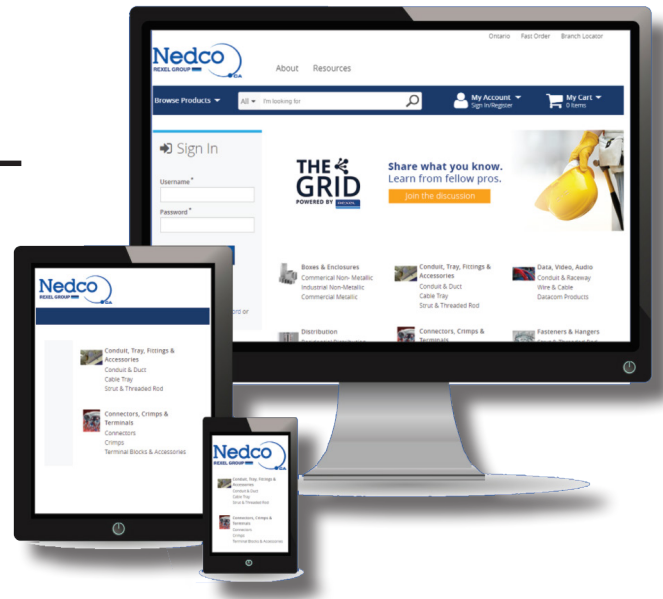 Ontario Fast Order Branch Locator
Nedco
REXEL GROUP
.CA
About Resources
Browse Products
All
I'm looking for
My Account
Sign In/Register
My Cart
0 Items
Sign In
Username*
Password*
THE
GRID
POWERED BY
Share what you know.
Learn from fellow pros.
Join the discussion
Boxes & Enclosures
Commerical Non- Metallic
Industrial Non-Metallic
Commercial Metallic
Conduit, Tray, Fittings &
Accessories
Conduit & Duct
Cable Tray
Strut & Threaded Rod
Data, Video, Audio
Conduit & Raceway
Wire & Cable
Datacom Products
or
Distribution
Connectors, Crimps &
Terminals
Fasteners & Hangers
Nedco
REXEL GROUP
.CA
Conduit, Tray, Fittings &
Accessories
Conduit & Duct
Cable Tray
Strut & Threaded Rod
Connectors, Crimps &
Terminals
Connectors
Crimps
Terminal Blocks & Accessories
Nedco
REXEL GROUP
.CA
Conduit, Tray, Fittings &
Accessories
Conduit & Duct
Cable Tray
Strut & Threaded Rod
Connectors, Crimps &
Terminals
Connectors
Crimps
Terminal Blocks & Accessories